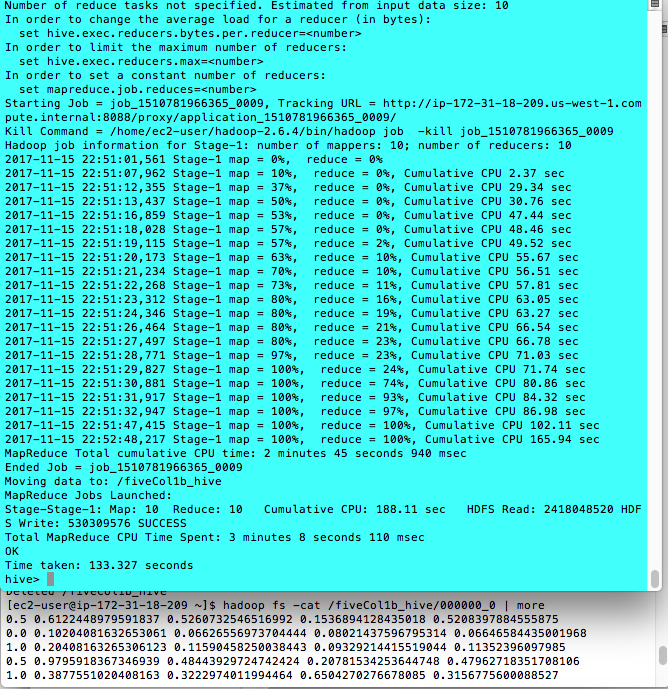 Number of reduce tasks not specified. Estimated from input data size: 10
In order to change the average load for a reducer (in bytes):
  set hive.exec.reducers.bytes.per.reducer=<number>
In order to limit the maximum number of reducers:
  set hive.exec.reducers.max=<number>
In order to set a constant number of reducers:
  set mapreduce.job.reduces=<number>
Starting Job = job_1510781966365_0009, Tracking URL = http://ip-172-31-18-209.us-west-1.com
pute.internal:8088/proxy/application_1510781966365_0009/
Kill Command = /home/ec2-user/hadoop-2.6.4/bin/hadoop job  -kill job_1510781966365_0009
Hadoop job information for Stage-1: number of mappers: 10; number of reducers: 10
2017-11-15 22:51:01,561 Stage-1 map = 0%,  reduce = 0%
2017-11-15 22:51:07,962 Stage-1 map = 10%,  reduce = 0%, Cumulative CPU 2.37 sec
2017-11-15 22:51:12,355 Stage-1 map = 37%,  reduce = 0%, Cumulative CPU 29.34 sec
2017-11-15 22:51:13,437 Stage-1 map = 50%,  reduce = 0%, Cumulative CPU 30.76 sec
2017-11-15 22:51:16,859 Stage-1 map = 53%,  reduce = 0%, Cumulative CPU 47.44 sec
2017-11-15 22:51:18,028 Stage-1 map = 57%,  reduce = 0%, Cumulative CPU 48.46 sec
2017-11-15 22:51:19,115 Stage-1 map = 57%,  reduce = 2%, Cumulative CPU 49.52 sec
2017-11-15 22:51:20,173 Stage-1 map = 63%,  reduce = 10%, Cumulative CPU 55.67 sec
2017-11-15 22:51:21,234 Stage-1 map = 70%,  reduce = 10%, Cumulative CPU 56.51 sec
2017-11-15 22:51:22,268 Stage-1 map = 73%,  reduce = 11%, Cumulative CPU 57.81 sec
2017-11-15 22:51:23,312 Stage-1 map = 80%,  reduce = 16%, Cumulative CPU 63.05 sec
2017-11-15 22:51:24,346 Stage-1 map = 80%,  reduce = 19%, Cumulative CPU 63.27 sec
2017-11-15 22:51:26,464 Stage-1 map = 80%,  reduce = 21%, Cumulative CPU 66.54 sec
2017-11-15 22:51:27,497 Stage-1 map = 80%,  reduce = 23%, Cumulative CPU 66.78 sec
2017-11-15 22:51:28,771 Stage-1 map = 97%,  reduce = 23%, Cumulative CPU 71.03 sec
2017-11-15 22:51:29,827 Stage-1 map = 100%,  reduce = 24%, Cumulative CPU 71.74 sec
2017-11-15 22:51:30,881 Stage-1 map = 100%,  reduce = 74%, Cumulative CPU 80.86 sec
2017-11-15 22:51:31,917 Stage-1 map = 100%,  reduce = 93%, Cumulative CPU 84.32 sec
2017-11-15 22:51:32,947 Stage-1 map = 100%,  reduce = 97%, Cumulative CPU 86.98 sec
2017-11-15 22:51:47,415 Stage-1 map = 100%,  reduce = 100%, Cumulative CPU 102.11 sec
2017-11-15 22:52:48,217 Stage-1 map = 100%,  reduce = 100%, Cumulative CPU 165.94 sec
MapReduce Total cumulative CPU time: 2 minutes 45 seconds 940 msec
Ended Job = job_1510781966365_0009
Moving data to: /fiveCol1b_hive
MapReduce Jobs Launched:
Stage-Stage-1: Map: 10  Reduce: 10   Cumulative CPU: 188.11 sec   HDFS Read: 2418048520 HDF
S Write: 530309576 SUCCESS
Total MapReduce CPU Time Spent: 3 minutes 8 seconds 110 msec
OK
Time taken: 133.327 seconds
hive>
Deleted /fiveCol1b_hive
[ec2-user@ip-172-31-18-209 ~]$ hadoop fs -cat /fiveCol1b_hive/000000_0 | more
0.5 0.6122448979591837 0.5260732546516992 0.1536894128435018 0.5208397884555875
0.0 0.10204081632653061 0.06626556973704444 0.08021437596795314 0.06646584435001968
1.0 0.20408163265306123 0.11590458250038443 0.09329214415519044 0.11352396097985
0.5 0.9795918367346939 0.48443929724742424 0.20781534253644748 0.47962718351708106
1.0 0.3877551020408163 0.3222974011994464 0.6504270276678085 0.3156775600088527